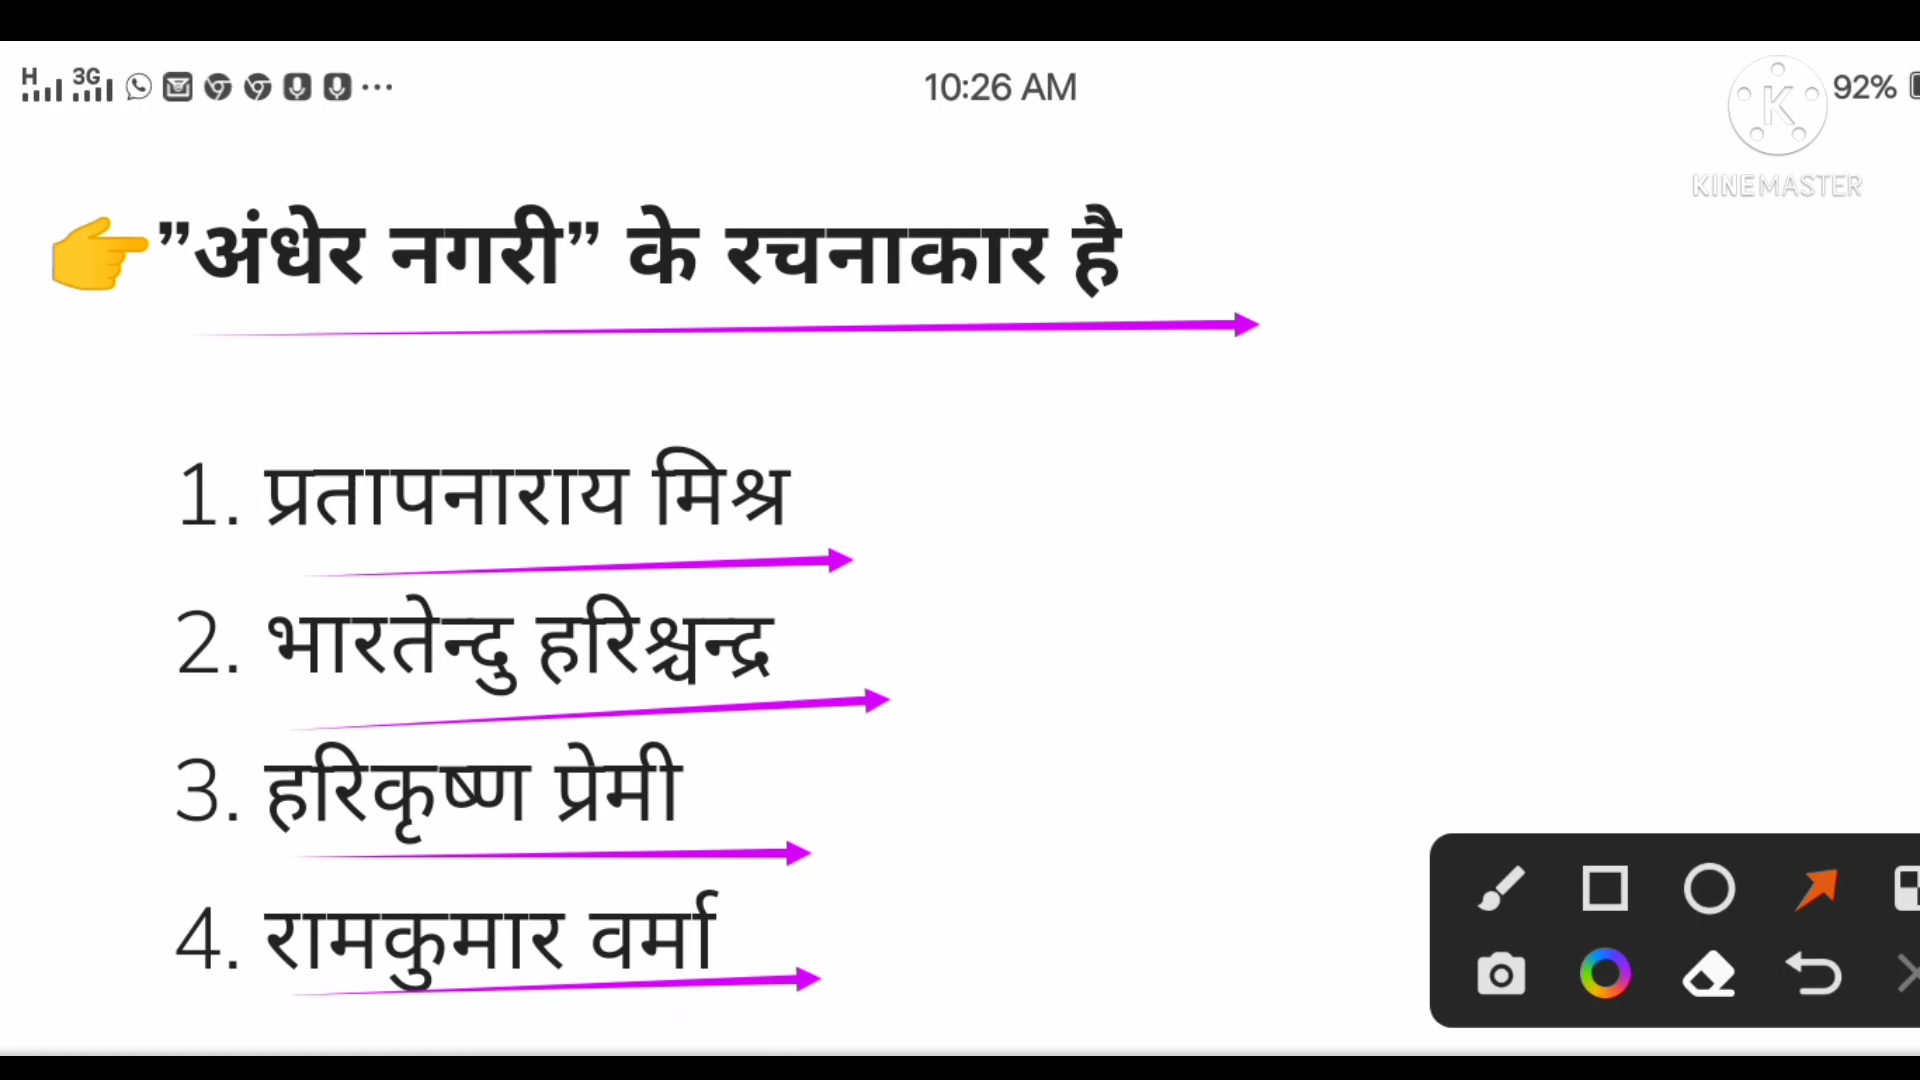 H 3G 10:26 AM 92%
KINEMASTER
”अंधेर नगरी” के रचनाकार है
1. प्रतापनाराय मिश्र
2. भारतेन्दु हरिश्चन्द्र
3. हरिकृष्ण प्रेमी
4. रामकुमार वर्मा